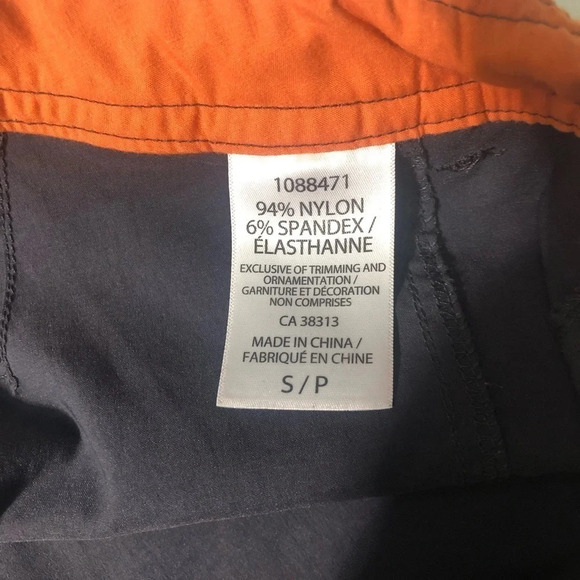 1088471
94% NYLON
6% SPANDEX /
ÉLASTHANNE
EXCLUSIVE OF TRIMMING AND
ORNAMENTATION /
GARNITURE ET DÉCORATION
NON COMPRISES
CA 38313
MADE IN CHINA /
FABRIQUÉ EN CHINE
S / P